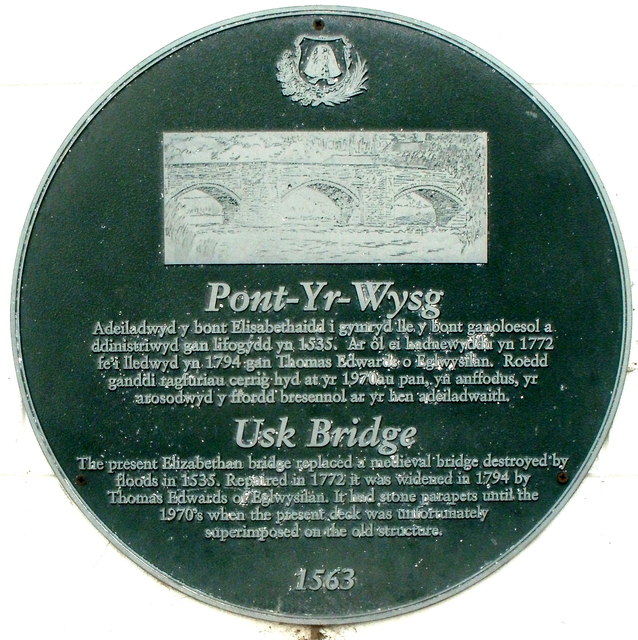 Pont-Yr-Wysg
Adeiladwyd y bont Elisabethaidd i gymryd lle y bont ganoloesol a
ddinistriwyd gan lifogydd yn 1535. Ar ôl ei hadnewyddu yn 1772
fe'i lledwyd yn 1794 gan Thomas Edwards o Eglwysilan. Roedd
ganddi ragfuriau cerrig hyd at yr 1970au pan, yn anffodus, yr
arosodwyd y ffordd bresennol ar yr hen adeiladwaith.
Usk Bridge
The present Elizabethan bridge replaced a medieval bridge destroyed by
floods in 1535. Repaired in 1772 it was widened in 1794 by
Thomas Edwards of Eglwysilan. It had stone parapets until the
1970's when the present deck was unfortunately
superimposed on the old structure.
1563